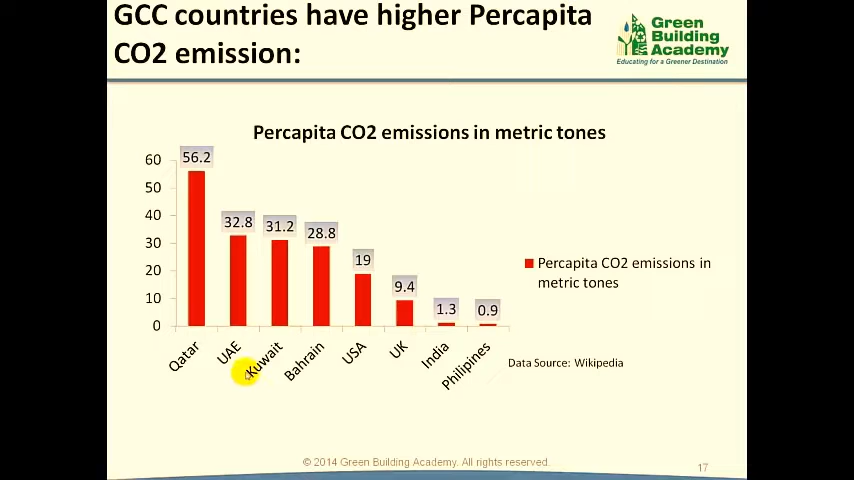 GCC countries have higher Percapita
CO2 emission:
Green
Building
Academy
Educating for a Greener Destination
Percapita CO2 emissions in metric tones
60
50
40
30
20
10
0
56.2
32.8
31.2
28.8
19
9.4
1.3
0.9
Qatar
UAE
Kuwait
Bahrain
USA
UK
India
Philipines
Percapita CO2 emissions in
metric tones
Data Source: Wikipedia
© 2014 Green Building Academy. All rights reserved.
17